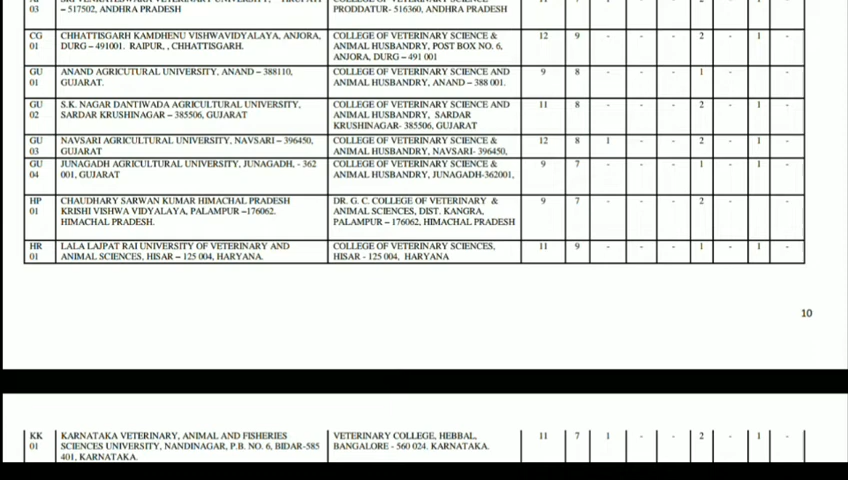 03 – 517502, ANDHRA PRADESH PRODDATUR- 516360, ANDHRA PRADESH
CG CHHATTISGARH KAMDHENU VISHWAVIDYALAYA, ANJORA, COLLEGE OF VETERINARY SCIENCE & 12 9 - - - 2 - 1 -
01 DURG – 491001. RAIPUR, , CHHATTISGARH. ANIMAL HUSBANDRY, POST BOX NO. 6,
ANJORA, DURG – 491 001
GU ANAND AGRICUTURAL UNIVERSITY, ANAND – 388110, COLLEGE OF VETERINARY SCIENCE AND 9 8 - - - 1 - - -
01 GUJARAT. ANIMAL HUSBANDRY, ANAND – 388 001.
GU S.K. NAGAR DANTIWADA AGRICULTURAL UNIVERSITY, COLLEGE OF VETERINARY SCIENCE AND 11 8 - - - 2 - 1 -
02 SARDAR KRUSHINAGAR – 385506, GUJARAT ANIMAL HUSBANDRY, SARDAR
KRUSHINAGAR- 385506, GUJARAT
GU NAVSARI AGRICULTURAL UNIVERSITY, NAVSARI – 396450, COLLEGE OF VETERINARY SCIENCE & 12 8 1 - - 2 - 1 -
03 GUJARAT ANIMAL HUSBANDRY, NAVSARI- 396450,
GU JUNAGADH AGRICULTURAL UNIVERSITY, JUNAGADH, - 362 COLLEGE OF VETERINARY SCIENCE & 9 7 - - - 1 - 1 -
04 001, GUJARAT ANIMAL HUSBANDRY, JUNAGADH-362001,
HP CHAUDHARY SARWAN KUMAR HIMACHAL PRADESH DR. G. C. COLLEGE OF VETERINARY & 9 7 - - - 2 - - -
01 KRISHI VISHWA VIDYALAYA, PALAMPUR –176062. ANIMAL SCIENCES, DIST. KANGRA,
HIMACHAL PRADESH. PALAMPUR – 176062, HIMACHAL PRADESH
HR LALA LAJPAT RAI UNIVERSITY OF VETERINARY AND COLLEGE OF VETERINARY SCIENCES, 11 9 - - - 1 - 1 -
01 ANIMAL SCIENCES, HISAR – 125 004, HARYANA. HISAR - 125 004, HARYANA
10
KK KARNATAKA VETERINARY, ANIMAL AND FISHERIES VETERINARY COLLEGE, HEBBAL, 11 7 1 - - 2 - 1 -
01 SCIENCES UNIVERSITY, NANDINAGAR, P.B. NO. 6, BIDAR-585 BANGALORE - 560 024. KARNATAKA.
401, KARNATAKA.